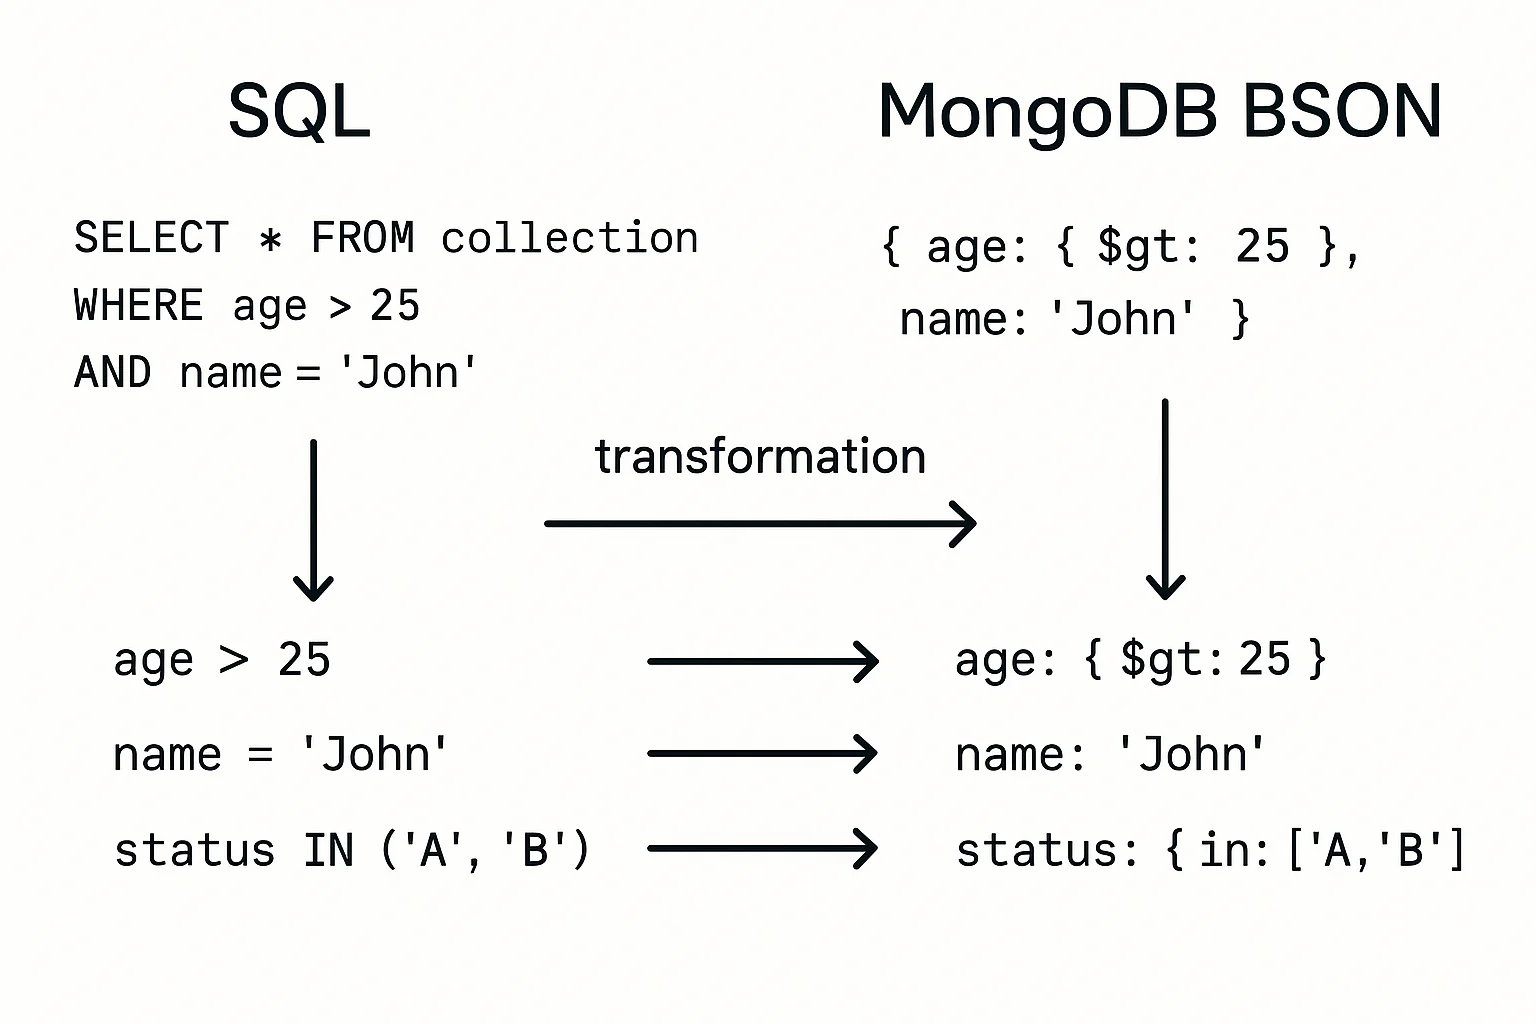 SQL
SELECT * FROM collection
WHERE age > 25
AND name = 'John'
MongoDB BSON
{ age: { $gt: 25 },
name: 'John' }
transformation
age > 25
age: { $gt: 25 }
name = 'John'
name: 'John'
status IN ('A', 'B')
status: { in: ['A,'B']